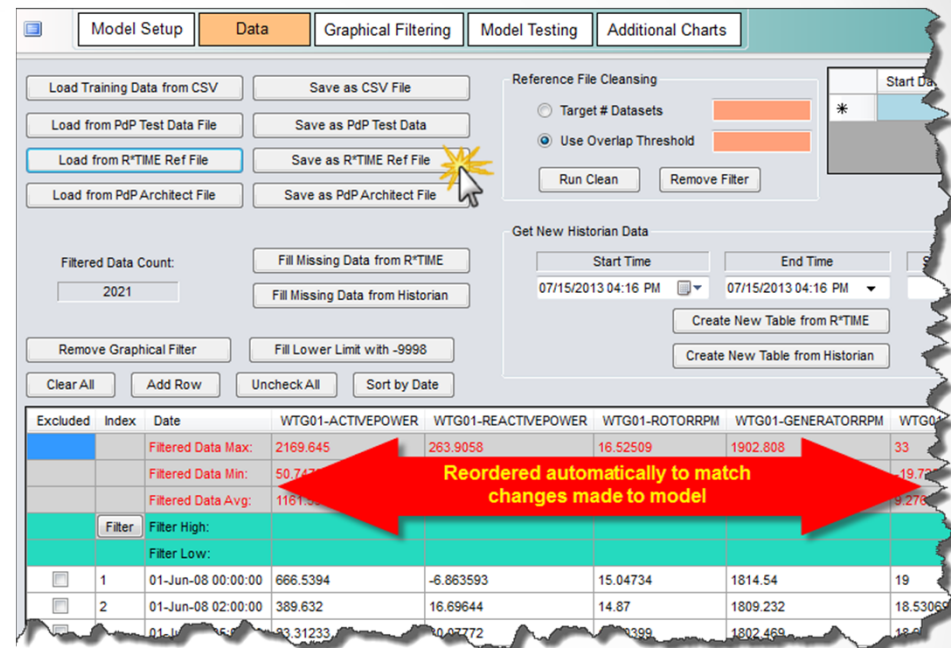 Model Setup Data Graphical Filtering Model Testing Additional Charts
Load Training Data from CSV Save as CSV File
Load from PdP Test Data File Save as PdP Test Data
Load from R*TIME Ref File Save as R*TIME Ref File
Load from PdP Architect File Save as PdP Architect File
Reference File Cleansing
Target # Datasets
Use Overlap Threshold
Run Clean Remove Filter
Start Da
*
Filtered Data Count:
2021
Fill Missing Data from R*TIME
Fill Missing Data from Historian
Get New Historian Data
Start Time End Time
07/15/2013 04:16 PM 07/15/2013 04:16 PM
Create New Table from R*TIME
Create New Table from Historian
Remove Graphical Filter Fill Lower Limit with -9998
Clear All Add Row Uncheck All Sort by Date
Excluded Index Date WTG01-ACTIVEPOWER WTG01-REACTIVEPOWER WTG01-ROTORRPM WTG01-GENERATORRPM WTG01
Filtered Data Max: 2169.645 263.9058 16.52509 1902.808 33
Filtered Data Min:
Filtered Data Avg:
Reordered automatically to match
changes made to model
Filter Filter High:
Filter Low:
1 01-Jun-08 00:00:00 666.5394 -6.863593 15.04734 1814.54 19
2 01-Jun-08 02:00:00 389.632 16.69644 14.87 1809.232 18.5306
1802.469